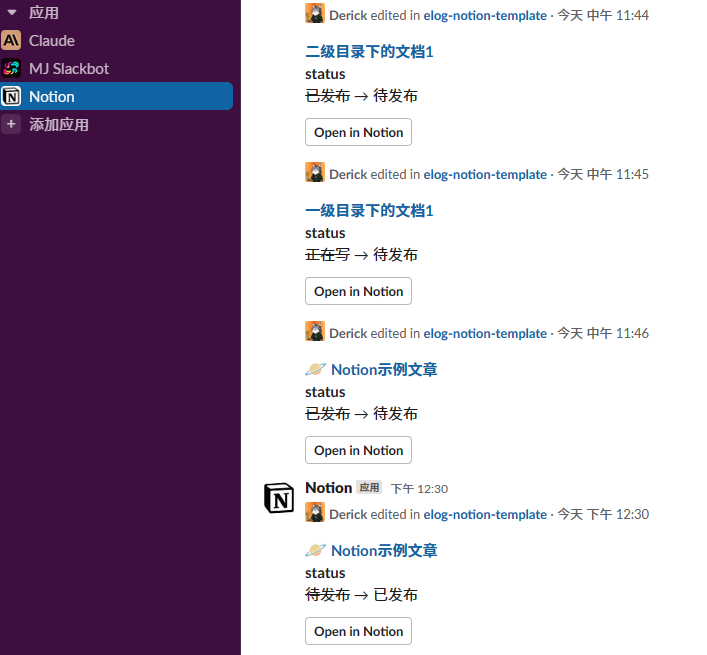 应用
Claude
MJ Slackbot
Notion
添加应用
Derick edited in elog-notion-template · 今天 中午 11:44
二级目录下的文档1
status
已发布 → 待发布
Open in Notion
Derick edited in elog-notion-template · 今天 中午 11:45
一级目录下的文档1
status
正在写 → 待发布
Open in Notion
Derick edited in elog-notion-template · 今天 中午 11:46
🪐 Notion示例文章
status
已发布 → 待发布
Open in Notion
Notion 应用 下午 12:30
Derick edited in elog-notion-template · 今天 下午 12:30
🪐 Notion示例文章
status
待发布 → 已发布
Open in Notion